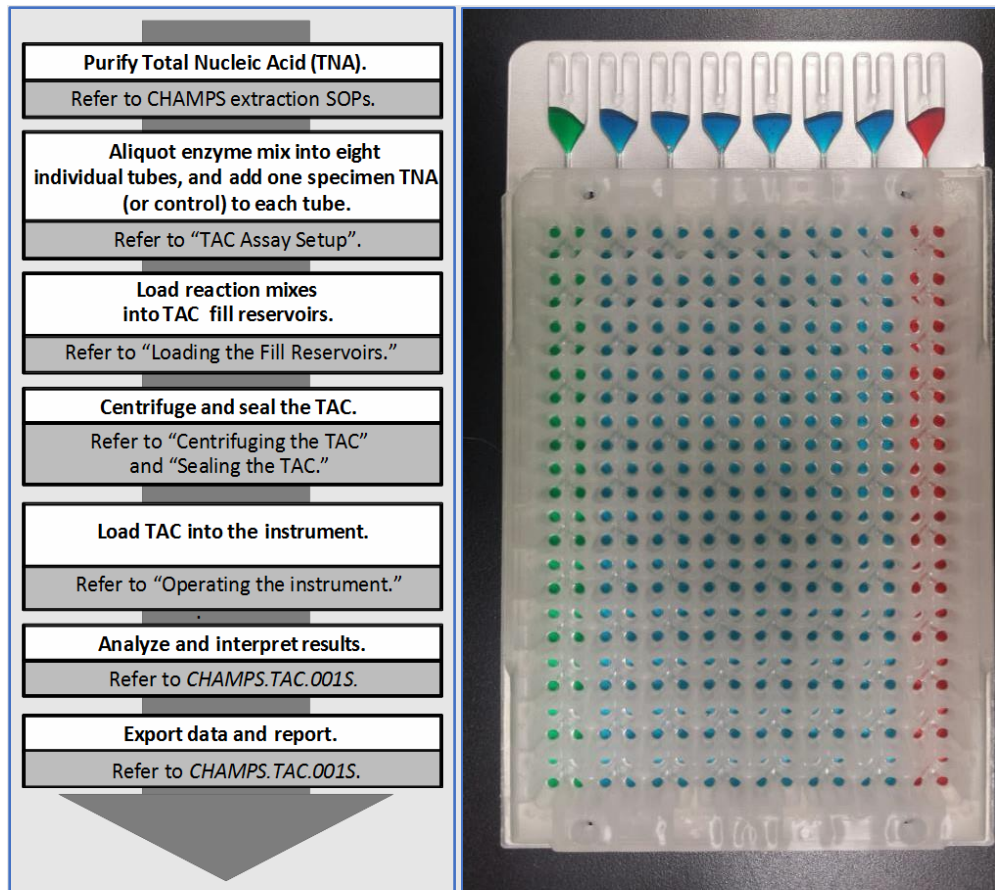 Purify Total Nucleic Acid (TNA).
Refer to CHAMPS extraction SOPs.
Aliquot enzyme mix into eight
individual tubes, and add one specimen TNA
(or control) to each tube.
Refer to “TAC Assay Setup”.
Load reaction mixes
into TAC fill reservoirs.
Refer to “Loading the Fill Reservoirs.”
Centrifuge and seal the TAC.
Refer to “Centrifuging the TAC”
and “Sealing the TAC.”
Load TAC into the instrument.
Refer to “Operating the instrument.”
.
Analyze and interpret results.
Refer to CHAMPS.TAC.001S.
Export data and report.
Refer to CHAMPS.TAC.001S.